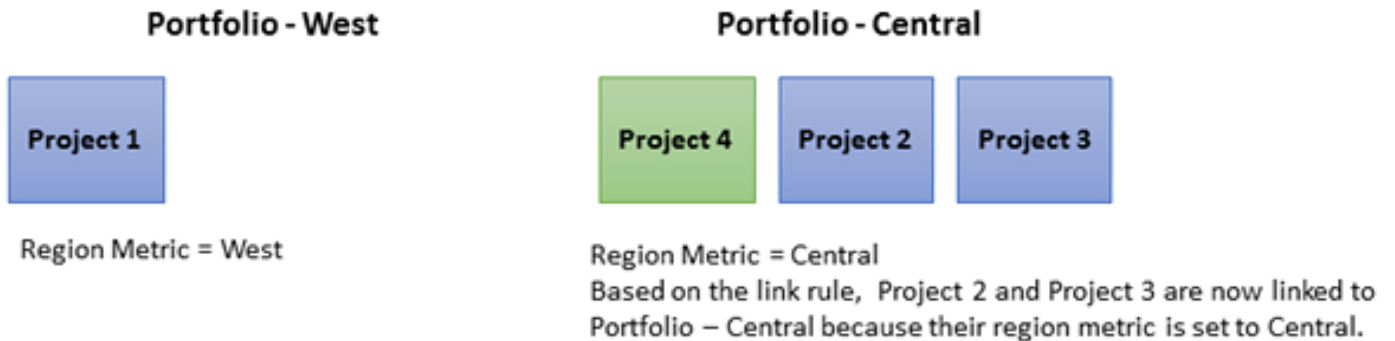 Portfolio - West
Portfolio - Central
Project 1
Project 4
Project 2
Project 3
Region Metric = West
Region Metric = Central
Based on the link rule, Project 2 and Project 3 are now linked to
Portfolio – Central because their region metric is set to Central.